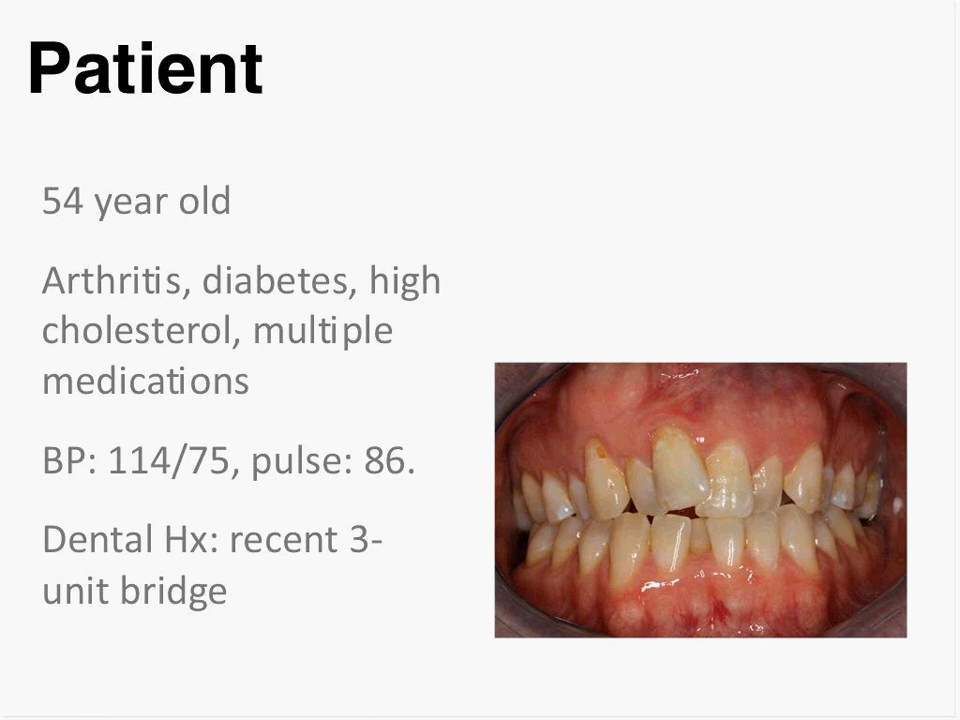 Patient
54 year old
Arthritis, diabetes, high
cholesterol, multiple
medications
BP: 114/75, pulse: 86.
Dental Hx: recent 3-
unit bridge